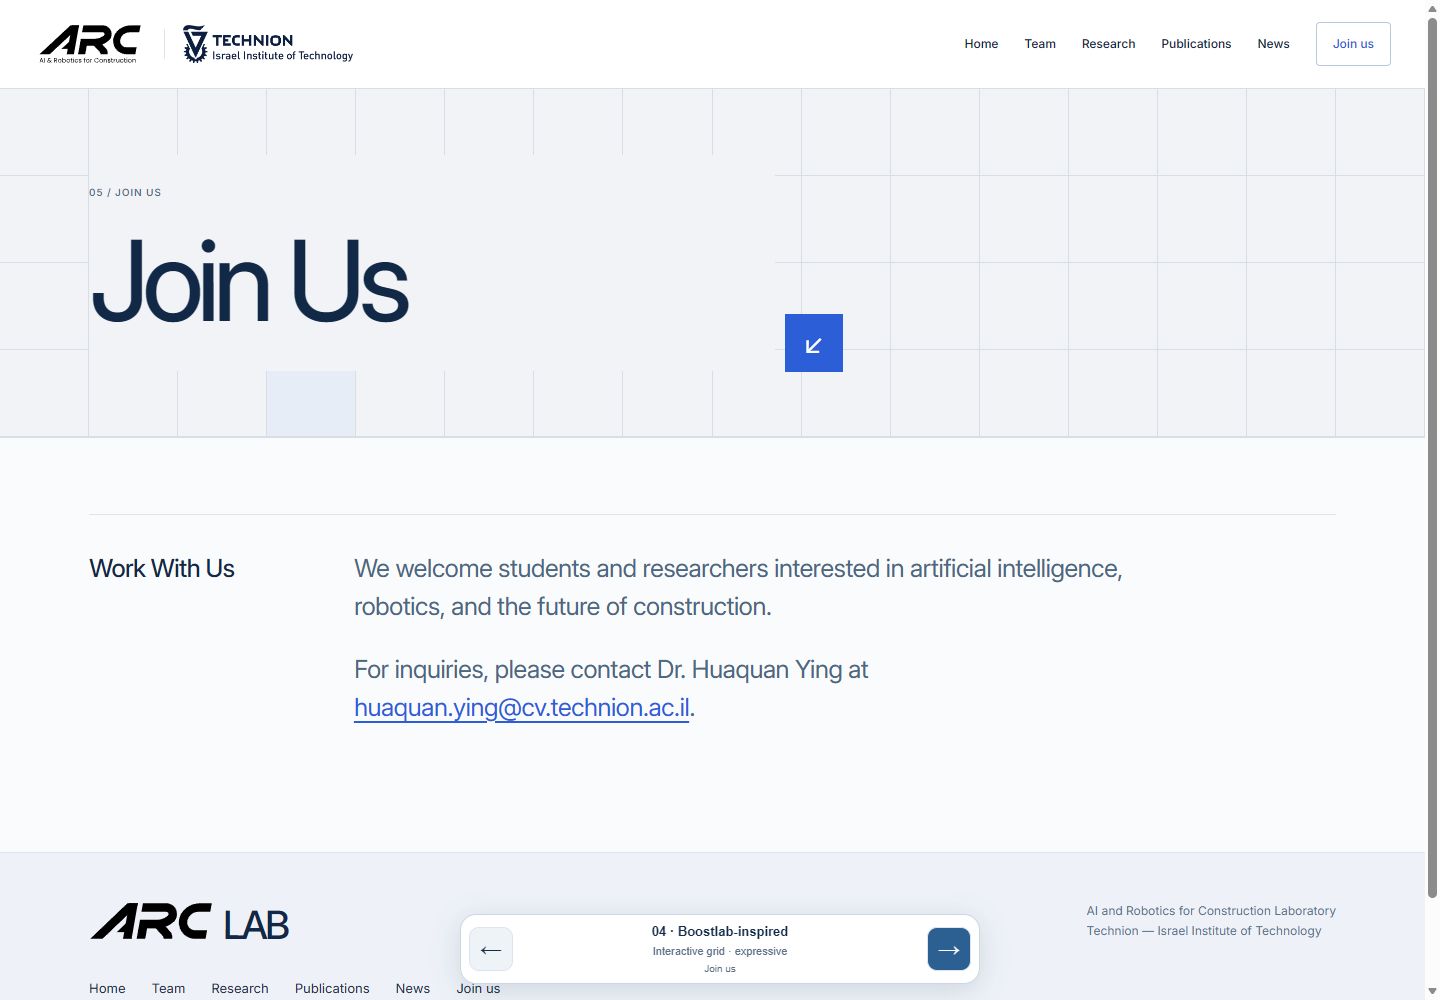 ARC
AI & Robotics for Construction
TECHNION
Israel Institute of Technology
Home
Team
Research
Publications
News
Join us
05 / JOIN US
Join Us
Work With Us
We welcome students and researchers interested in artificial intelligence,
robotics, and the future of construction.
For inquiries, please contact Dr. Huaquan Ying at
huaquan.ying@cv.technion.ac.il.
ARC LAB
AI and Robotics for Construction Laboratory
Technion — Israel Institute of Technology
04 · Boostlab-inspired
Interactive grid · expressive
Join us
Home
Team
Research
Publications
News
Join us